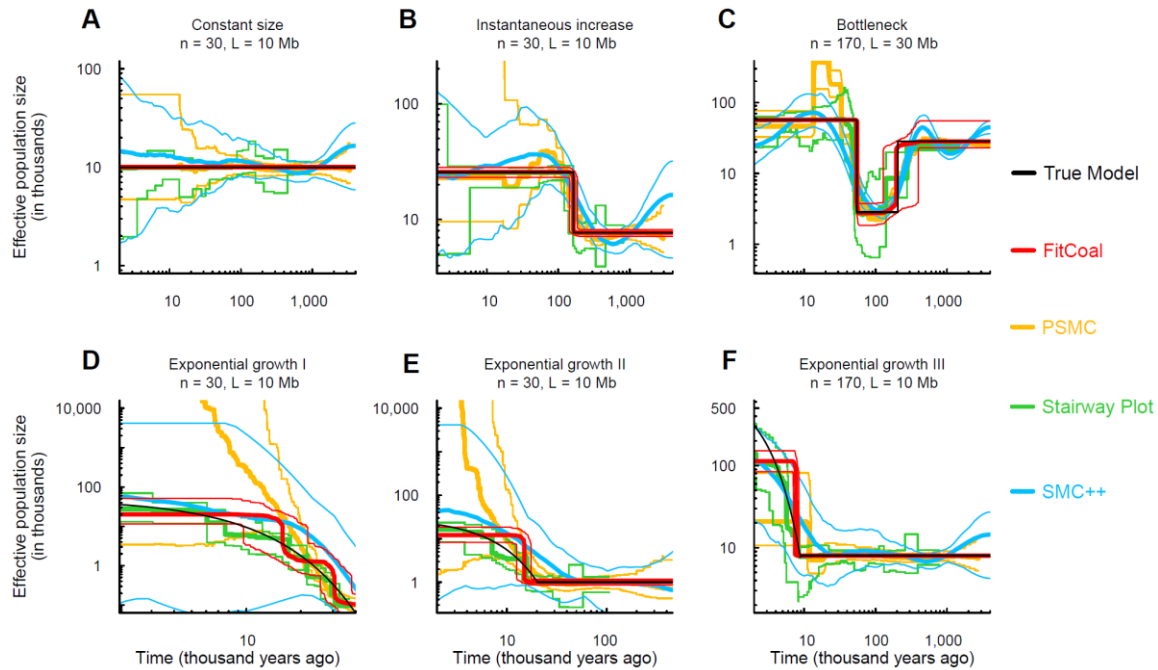 A
Constant size
n = 30, L = 10 Mb
B
Instantaneous increase
n = 30, L = 10 Mb
C
Bottleneck
n = 170, L = 30 Mb
Effective population size
(in thousands)
100
10
1
10
100
1,000
100
10
10
100
1,000
100
10
1
10
100
1,000
True Model
FitCoal
PSMC
Stairway Plot
SMC++
D
Exponential growth I
n = 30, L = 10 Mb
E
Exponential growth II
n = 30, L = 10 Mb
F
Exponential growth III
n = 170, L = 10 Mb
Effective population size
(in thousands)
10,000
100
1
10
Time (thousand years ago)
10,000
100
1
10
100
Time (thousand years ago)
500
100
10
10
100
1,000
Time (thousand years ago)